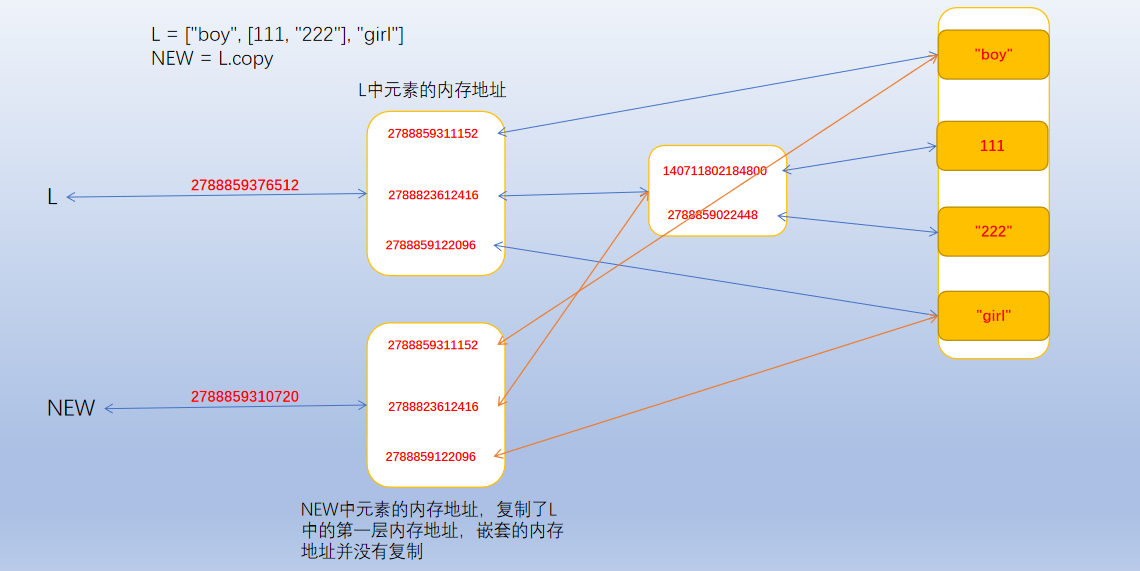 L = ["boy", [111, "222"], "girl"]
NEW = L.copy
L中元素的内存地址
"boy"
2788859311152
111
140711802184800
L
2788859376512
2788823612416
2788859022448
"222"
2788859122096
"girl"
2788859311152
NEW
2788859310720
2788823612416
2788859122096
NEW中元素的内存地址，复制了L
中的第一层内存地址，嵌套的内存
地址并没有复制